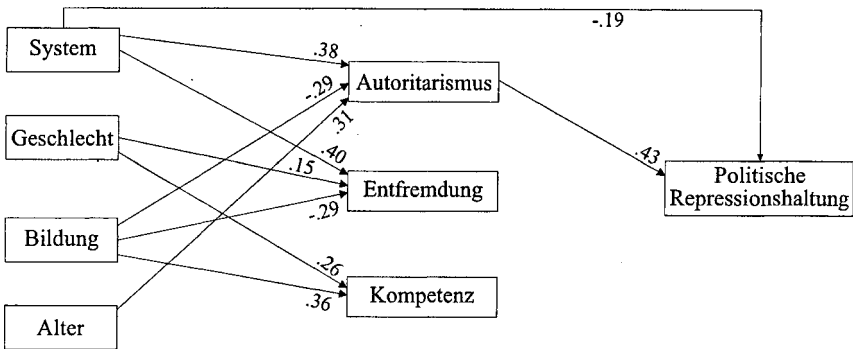 -.19
System
.38
Autoritarismus
-.29
.31
Geschlecht
.40
.15
.43
Politische
Repressionshaltung
Entfremdung
-.29
Bildung
.26
Kompetenz
.36
Alter